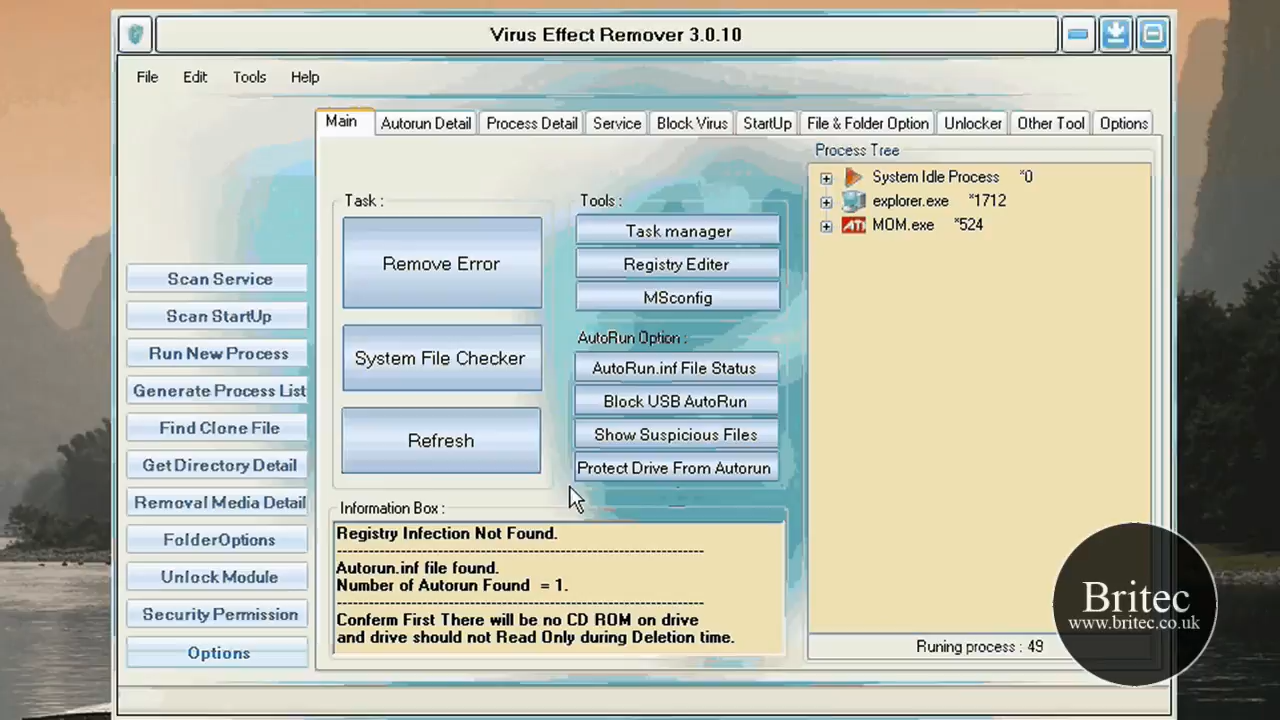 Virus Effect Remover 3.0.10
File Edit Tools Help
Main Autorun Detail Process Detail Service Block Virus StartUp File & Folder Option Unlocker Other Tool Options
Scan Service
Scan StartUp
Run New Process
Generate Process List
Find Clone File
Get Directory Detail
Removal Media Detail
FolderOptions
Unlock Module
Security Permission
Options
Task :
Remove Error
System File Checker
Refresh
Tools :
Task manager
Registry Editer
MSconfig
AutoRun Option :
AutoRun.inf File Status
Block USB AutoRun
Show Suspicious Files
Protect Drive From Autorun
Information Box :
Registry Infection Not Found.
Autorun.inf file found.
Number of Autorun Found = 1.
Conferm First There will be no CD ROM on drive
and drive should not Read Only during Deletion time.
Process Tree
System Idle Process *0
explorer.exe *1712
ATI MOM.exe *524
Runing process : 49
Britec
www.britec.co.uk